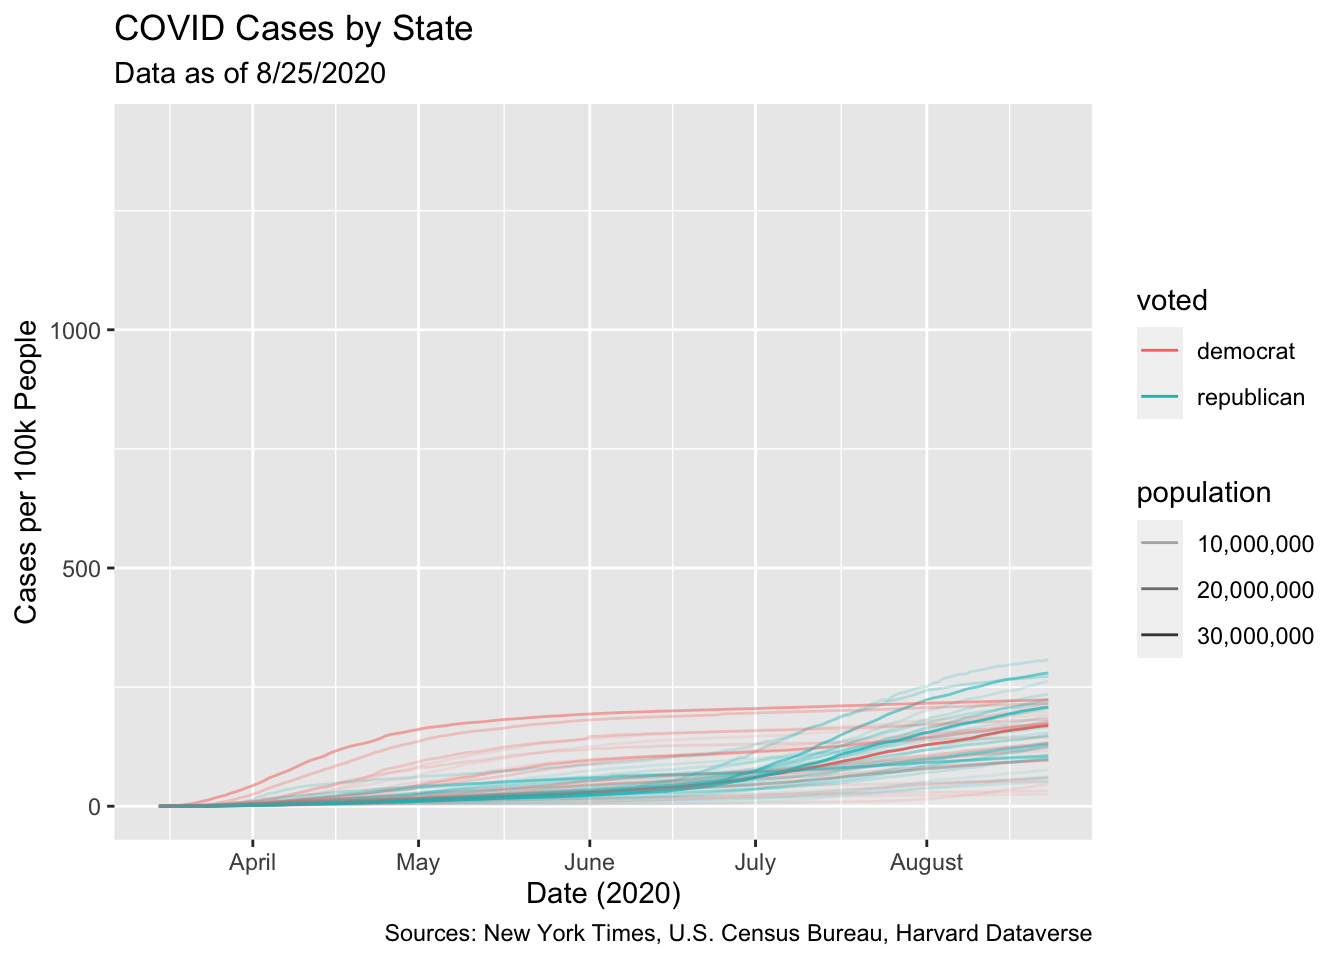 COVID Cases by State
Data as of 8/25/2020
Cases per 100k People
1000
500
0
April
May
June
July
August
Date (2020)
voted
democrat
republican
population
10,000,000
20,000,000
30,000,000
Sources: New York Times, U.S. Census Bureau, Harvard Dataverse